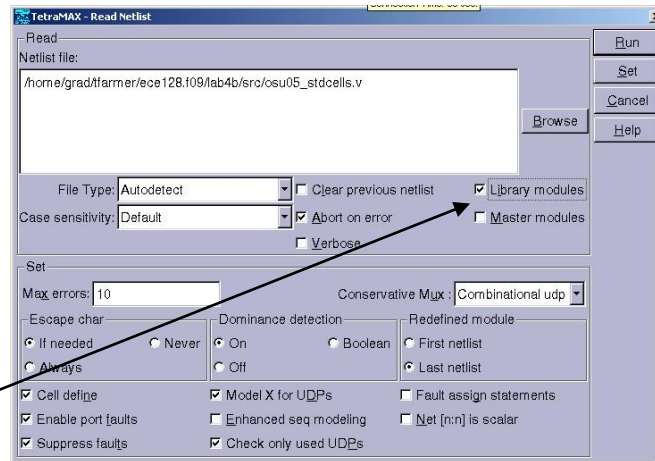 TetraMAX - Read Netlist
Read
Netlist file:
/home/grad/tfarmer/ece128.f09/lab4b/src/osu05_stdcells.v
Browse
Run
Set
Cancel
Help
File Type: Autodetect Clear previous netlist Library modules
Case sensitivity: Default Abort on error Master modules
Verbose
Set
Max errors: 10 Conservative Mux : Combinational udp
Escape char Dominance detection Redefined module
If needed Never On Boolean First netlist
Always Off Last netlist
Cell define Model X for UDPs Fault assign statements
Enable port faults Enhanced seq modeling Net [n:n] is scalar
Suppress faults Check only used UDPs